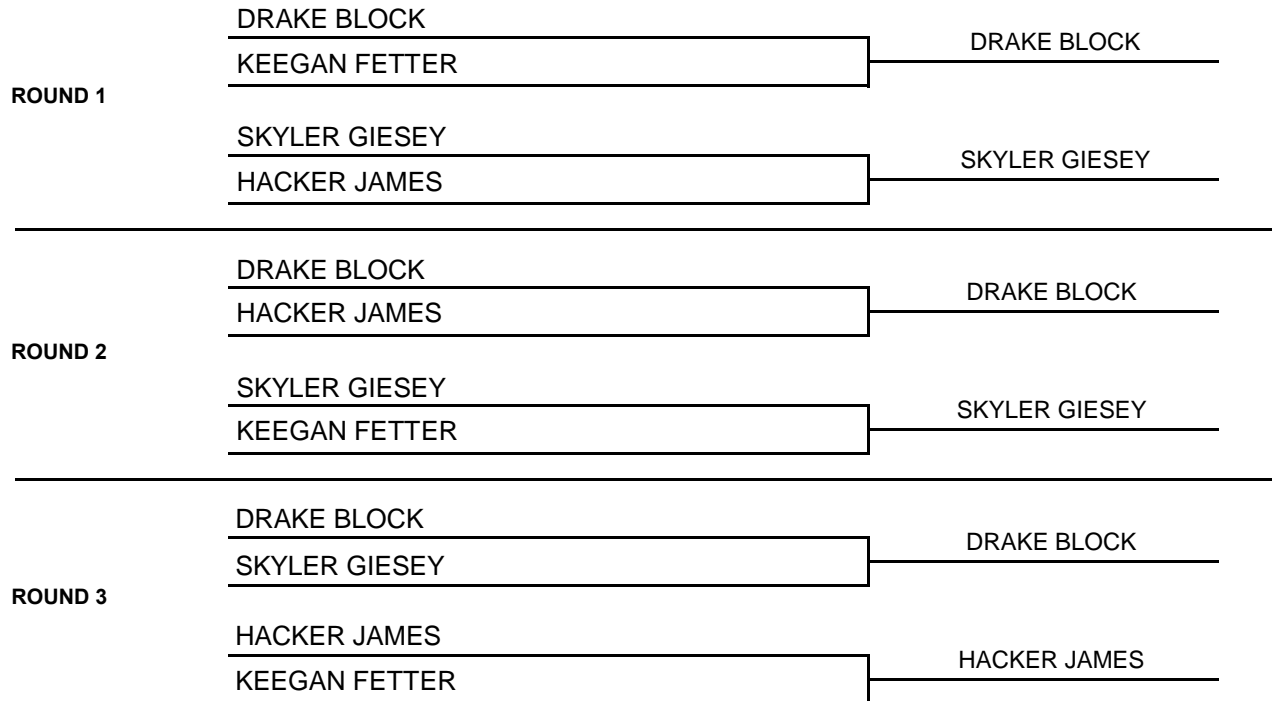 DRAKE BLOCK
KEEGAN FETTER
DRAKE BLOCK
ROUND 1
SKYLER GIESEY
HACKER JAMES
SKYLER GIESEY
DRAKE BLOCK
HACKER JAMES
DRAKE BLOCK
ROUND 2
SKYLER GIESEY
KEEGAN FETTER
SKYLER GIESEY
DRAKE BLOCK
SKYLER GIESEY
DRAKE BLOCK
ROUND 3
HACKER JAMES
KEEGAN FETTER
HACKER JAMES